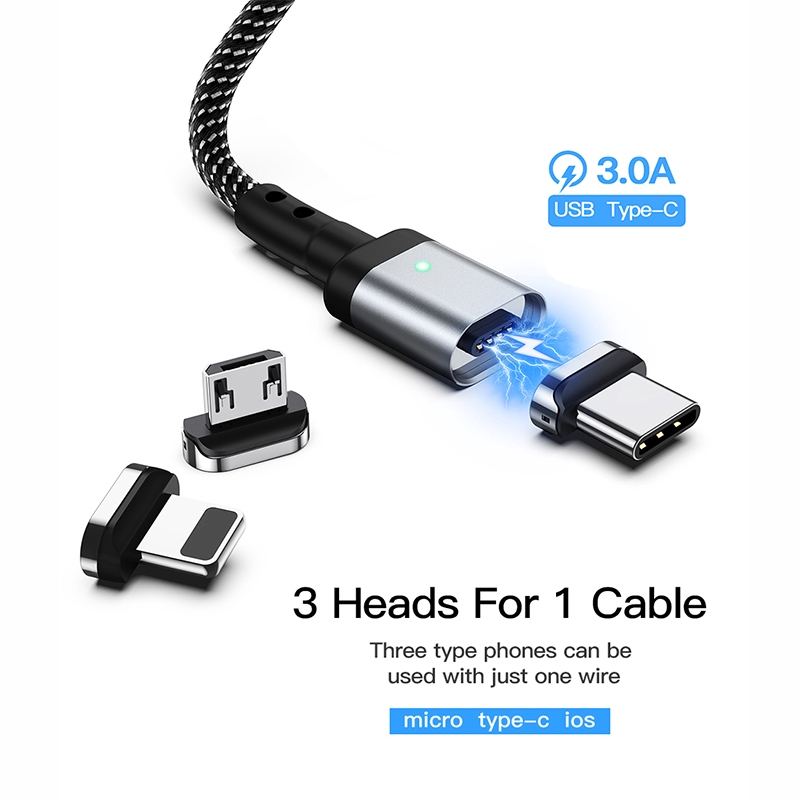 3.0A
USB Type-C
3 Heads For 1 Cable
Three type phones can be
used with just one wire
micro type-c ios